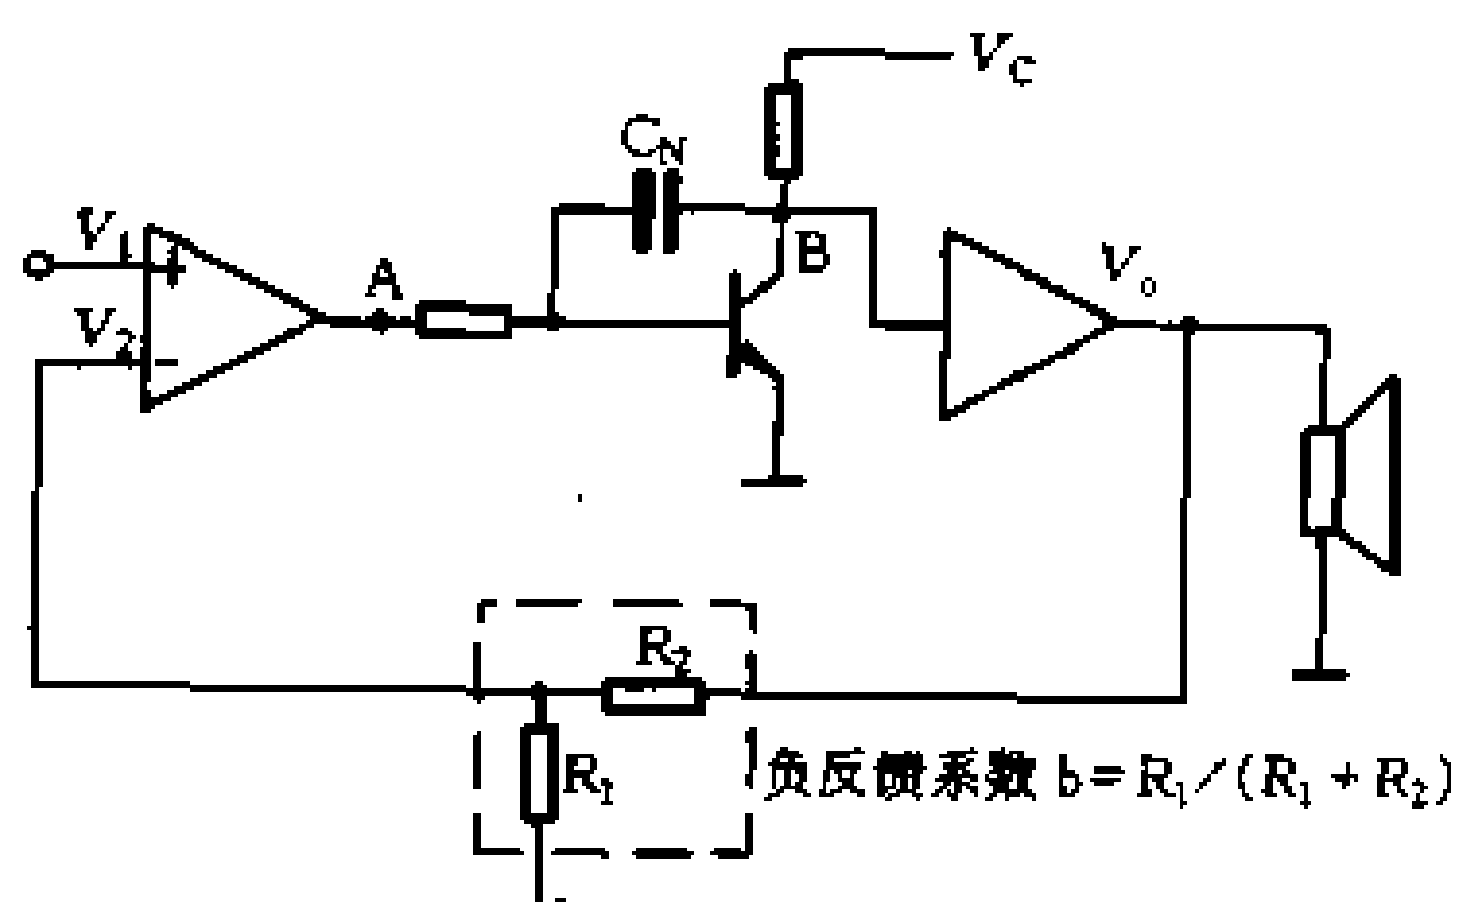 V_C
C_N
V_1
+
A
B
V_o
V_2
-
R_2
R_1
负反馈系数 b = R_1/(R_1 + R_2)